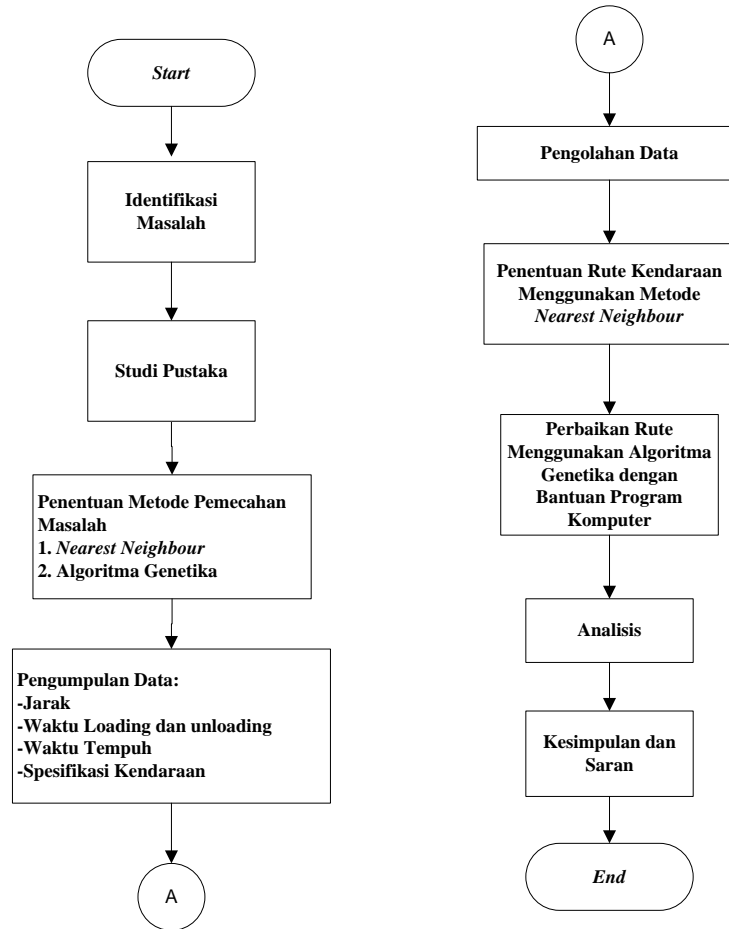 Start
Identifikasi
Masalah
Studi Pustaka
Penentuan Metode Pemecahan
Masalah
1. Nearest Neighbour
2. Algoritma Genetika
Pengumpulan Data:
-Jarak
-Waktu Loading dan unloading
-Waktu Tempuh
-Spesifikasi Kendaraan
A
A
Pengolahan Data
Penentuan Rute Kendaraan
Menggunakan Metode
Nearest Neighbour
Perbaikan Rute
Menggunakan Algoritma
Genetika dengan
Bantuan Program
Komputer
Analisis
Kesimpulan dan
Saran
End